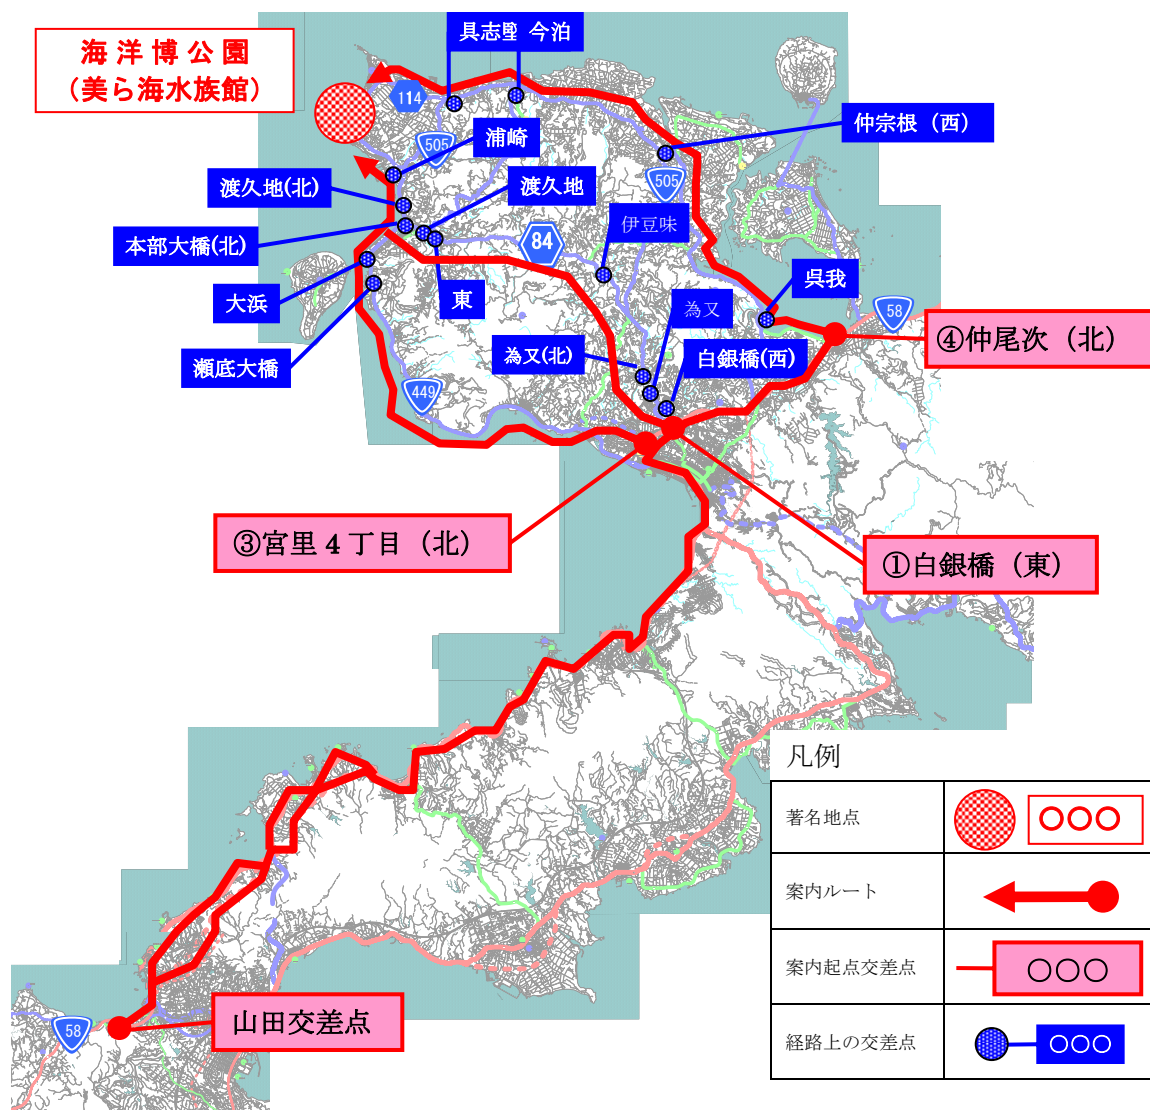 海洋博公園
（美ら海水族館）
具志堅
今泊
114
仲宗根（西）
505
浦崎
渡久地(北)
渡久地
505
伊豆味
本部大橋(北)
84
呉我
大浜
東
為又
58
④仲尾次（北）
瀬底大橋
為又(北)
白銀橋(西)
449
③宮里４丁目（北）
①白銀橋（東）
凡例
著名地点
○○○
案内ルート
案内起点交差点
○○○
山田交差点
58
経路上の交差点
○○○